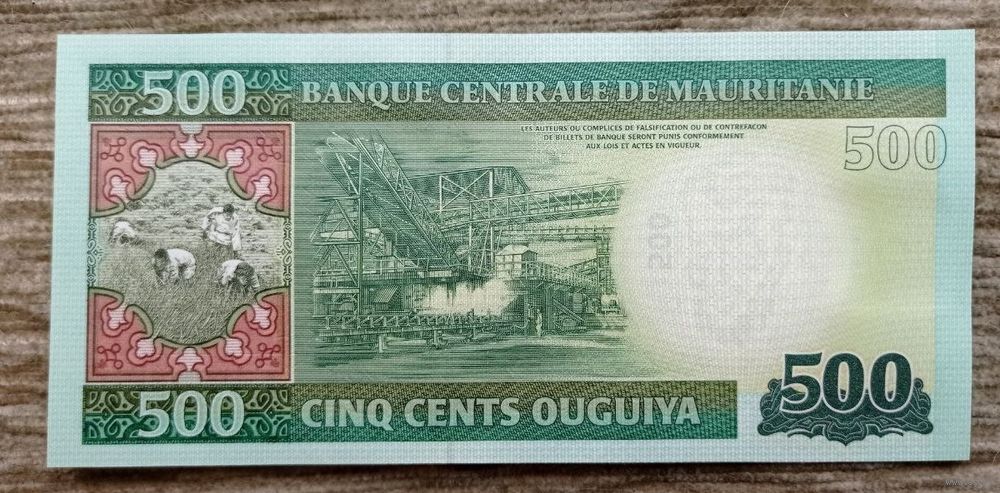 500 BANQUE CENTRALE DE MAURITANIE
LES AUTEURS OU COMPLICES DE FALSIFICATION OU DE CONTREFACON
DE BILLETS DE BANQUE SERONT PUNIS CONFORMEMENT
AUX LOIS ET ACTES EN VIGUEUR.
500
500
500 CINQ CENTS OUGUIYA